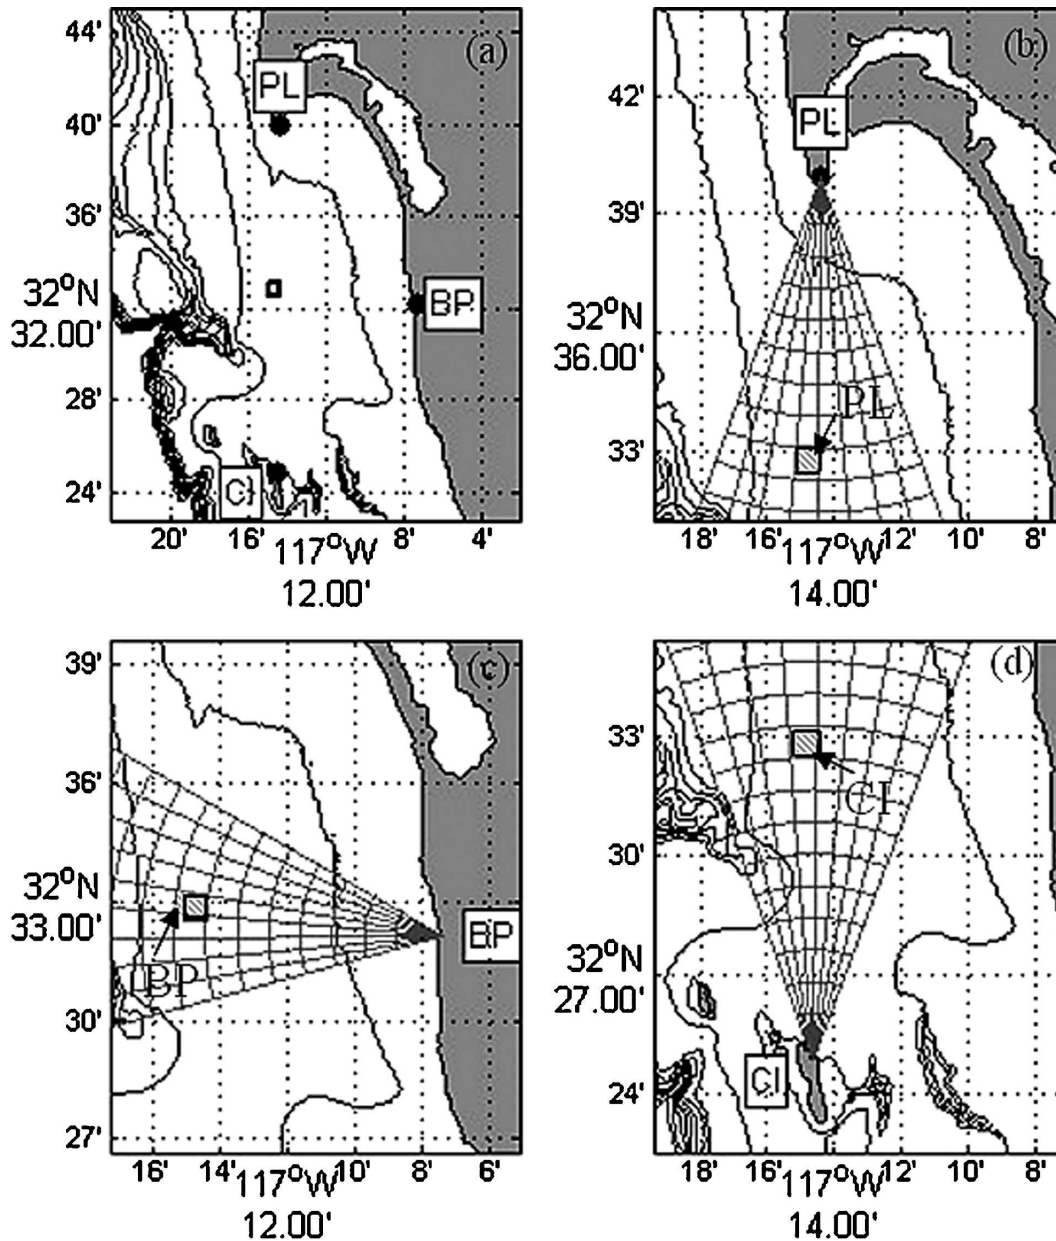 44'
(a)
PL
40'
36'
32°N
32.00'
BP
28'
CI
24'
20'
16'
117°W
8'
4'
12.00'
(b)
42'
PL
39'
32°N
36.00'
PL
33'
18'
16'
117°W
12'
10'
8'
14.00'
39'
(c)
36'
32°N
33.00'
BP
BP
30'
27'
16'
14'
117°W
10'
8'
6'
12.00'
(d)
33'
CI
30'
32°N
27.00'
CI
24'
18'
16'
117°W
12'
10'
8'
14.00'